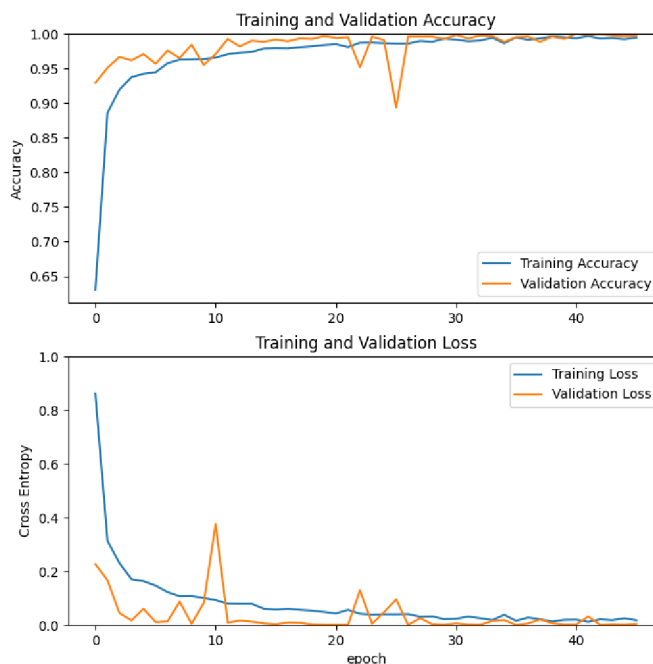 Training and Validation Accuracy
1.00
0.95
0.90
0.85
0.80
0.75
0.70
0.65
Accuracy
Training Accuracy
Validation Accuracy
0 10 20 30 40
Training and Validation Loss
1.0
0.8
0.6
0.4
0.2
0.0
Cross Entropy
Training Loss
Validation Loss
0 10 20 30 40
epoch